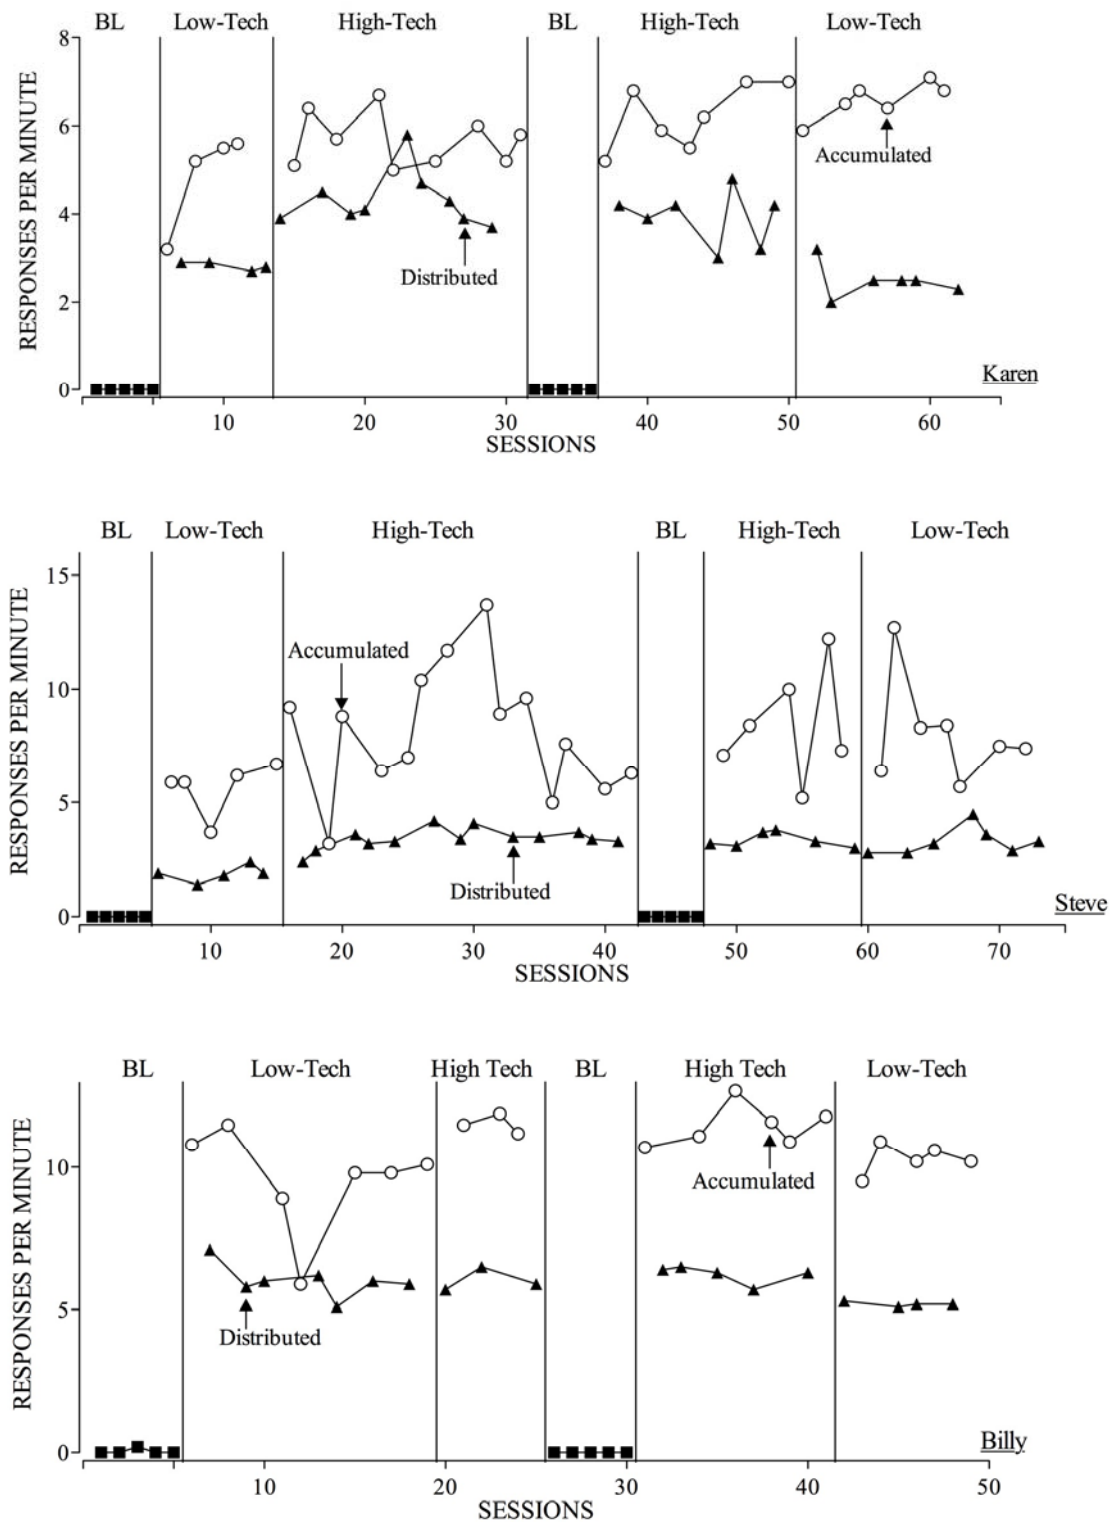 BL Low-Tech High-Tech BL High-Tech Low-Tech
8
6
4
2
0
RESPONSES PER MINUTE
Accumulated
Distributed
Karen
10 20 30 40 50 60
SESSIONS
BL Low-Tech High-Tech BL High-Tech Low-Tech
15
10
5
0
RESPONSES PER MINUTE
Accumulated
Distributed
Steve
10 20 30 40 50 60 70
SESSIONS
BL Low-Tech High Tech BL High Tech Low-Tech
10
5
0
RESPONSES PER MINUTE
Accumulated
Distributed
Billy
10 20 30 40 50
SESSIONS